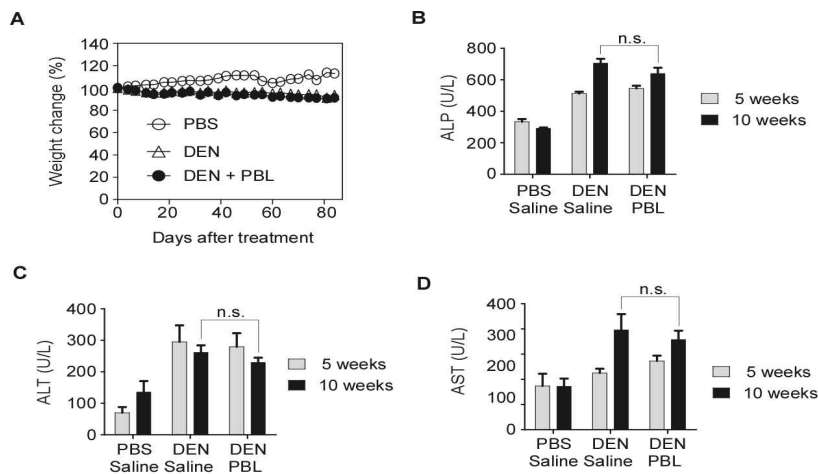 A
Weight change (%)
140
120
100
80
60
40
20
0
PBS
DEN
DEN + PBL
0 20 40 60 80
Days after treatment
B
n.s.
ALP (U/L)
800
600
400
200
0
5 weeks
10 weeks
PBS DEN DEN
Saline Saline PBL
C
n.s.
ALT (U/L)
400
300
200
100
0
5 weeks
10 weeks
PBS DEN DEN
Saline Saline PBL
D
n.s.
AST (U/L)
400
300
200
200
100
0
5 weeks
10 weeks
PBS DEN DEN
Saline Saline PBL